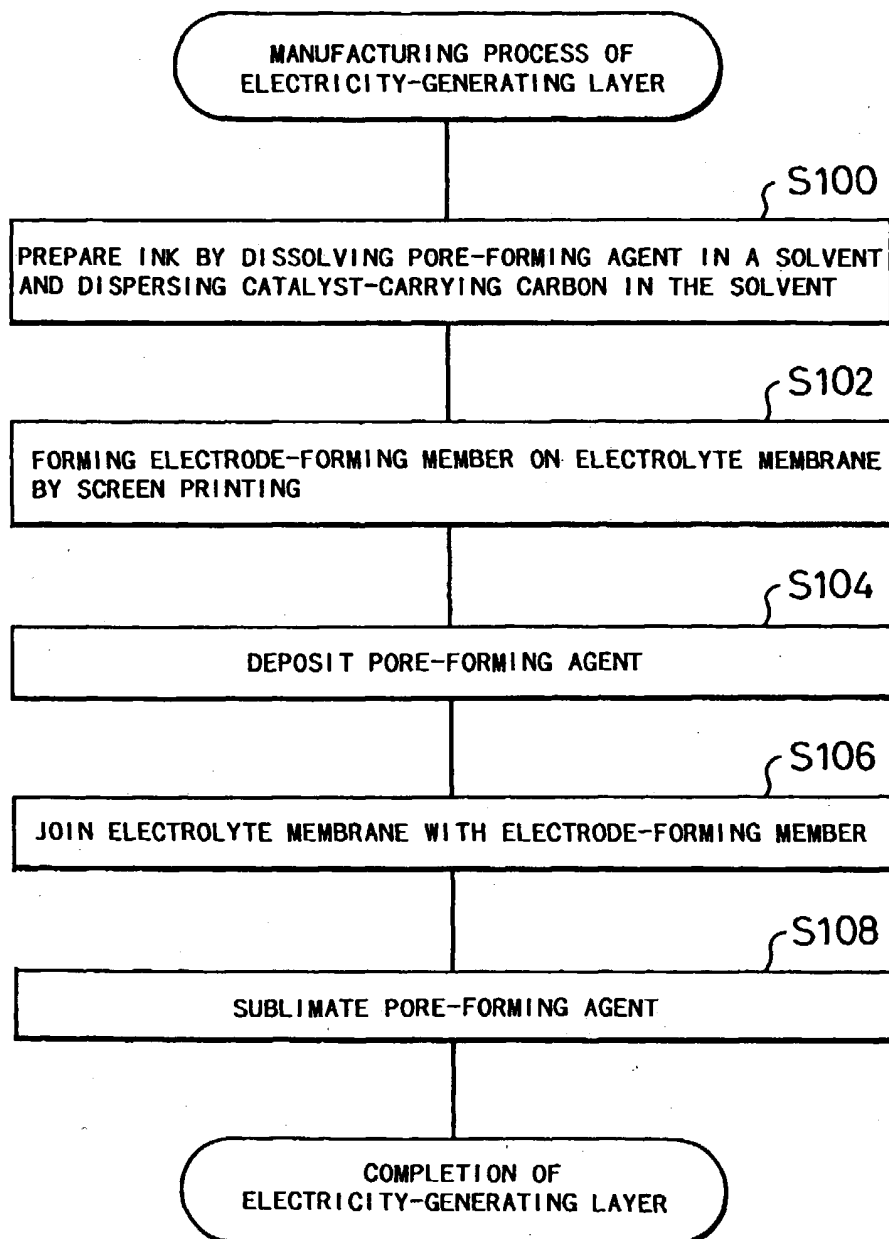 MANUFACTURING PROCESS OF
ELECTRICITY-GENERATING LAYER
S100
PREPARE INK BY DISSOLVING PORE-FORMING AGENT IN A SOLVENT
AND DISPERSING CATALYST-CARRYING CARBON IN THE SOLVENT
S102
FORMING ELECTRODE-FORMING MEMBER ON ELECTROLYTE MEMBRANE
BY SCREEN PRINTING
S104
DEPOSIT PORE-FORMING AGENT
S106
JOIN ELECTROLYTE MEMBRANE WITH ELECTRODE-FORMING MEMBER
S108
SUBLIMATE PORE-FORMING AGENT
COMPLETION OF
ELECTRICITY-GENERATING LAYER